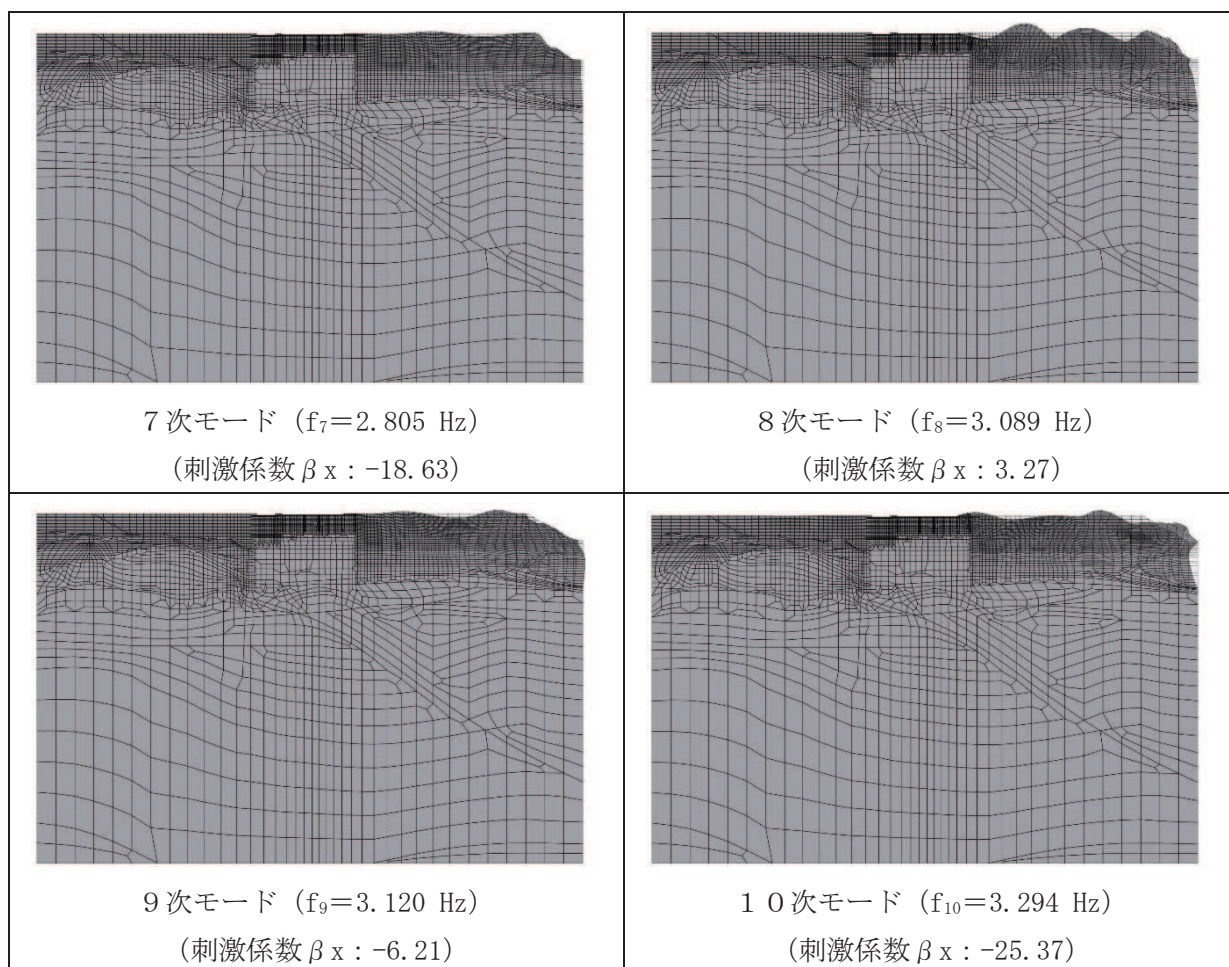 ７次モード (f₇＝2.805 Hz)
(刺激係数βx：-18.63)
８次モード (f₈＝3.089 Hz)
(刺激係数βx：3.27)
９次モード (f₉＝3.120 Hz)
(刺激係数βx：-6.21)
１０次モード (f₁₀＝3.294 Hz)
(刺激係数βx：-25.37)